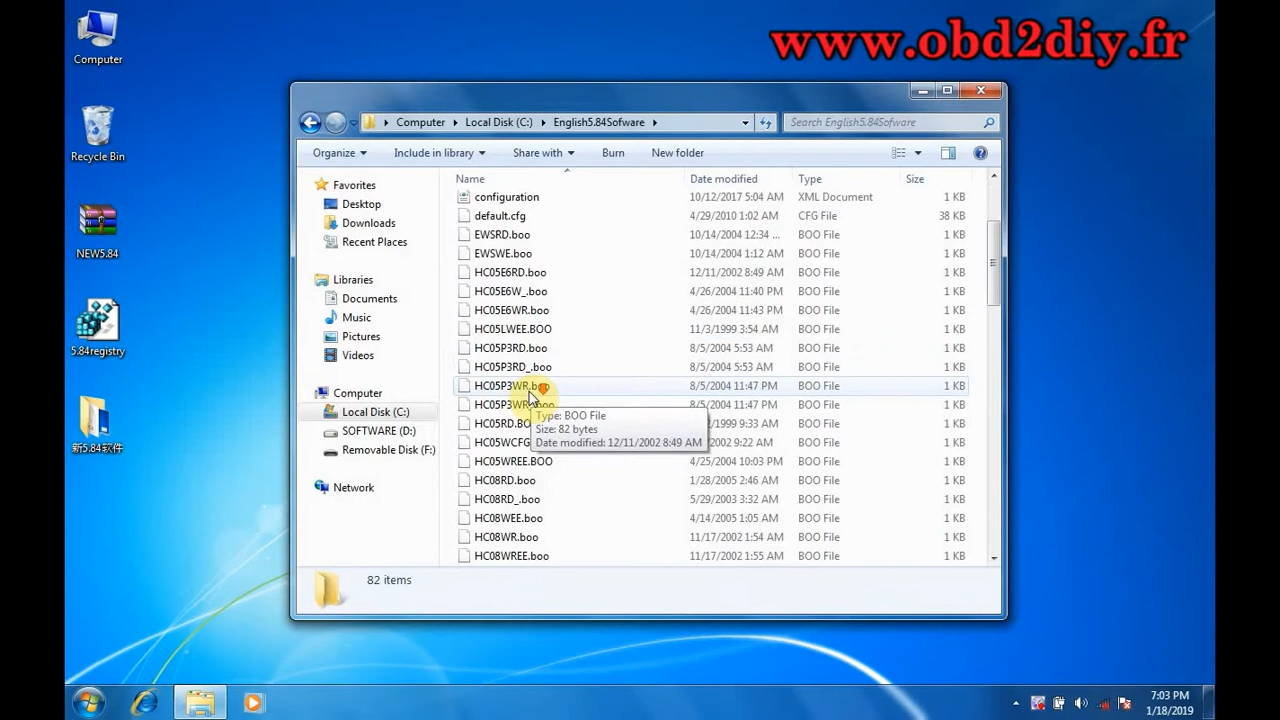 www.obd2diy.fr
Computer
Recycle Bin
NEW5.84
5.84registry
新5.84软件
Computer Local Disk (C:) English5.84Sofware
Search English5.84Sofware
Organize Include in library Share with Burn New folder
Favorites
Desktop
Downloads
Recent Places
Libraries
Documents
Music
Pictures
Videos
Computer
Local Disk (C:)
SOFTWARE (D:)
Removable Disk (F:)
Network
Name Date modified Type Size
configuration 10/12/2017 5:04 AM XML Document 1 KB
default.cfg 4/29/2010 1:02 AM CFG File 38 KB
EWSRD.boo 10/14/2004 12:34 ... BOO File 1 KB
EWSWE.boo 10/14/2004 1:12 AM BOO File 1 KB
HC05E6RD.boo 12/11/2002 8:49 AM BOO File 1 KB
HC05E6W_.boo 4/26/2004 11:40 PM BOO File 1 KB
HC05E6WR.boo 4/26/2004 11:43 PM BOO File 1 KB
HC05LWEE.BOO 11/3/1999 3:54 AM BOO File 1 KB
HC05P3RD.boo 8/5/2004 5:53 AM BOO File 1 KB
HC05P3RD_.boo 8/5/2004 5:53 AM BOO File 1 KB
HC05P3WR.boo 8/5/2004 11:47 PM BOO File 1 KB
8/5/2004 11:47 PM BOO File 1 KB
HC05RD.BO 9:33 AM BOO File 1 KB
HC05WCFG 9:22 AM BOO File 1 KB
Type: BOO File
Size: 82 bytes
Date modified: 12/11/2002 8:49 AM
HC05WREE.BOO 4/25/2004 10:03 PM BOO File 1 KB
HC08RD.boo 1/28/2005 2:46 AM BOO File 1 KB
HC08RD_.boo 5/29/2003 3:32 AM BOO File 1 KB
HC08WEE.boo 4/14/2005 1:05 AM BOO File 1 KB
HC08WR.boo 11/17/2002 1:54 AM BOO File 1 KB
HC08WREE.boo 11/17/2002 1:55 AM BOO File 1 KB
82 items
7:03 PM
1/18/2019